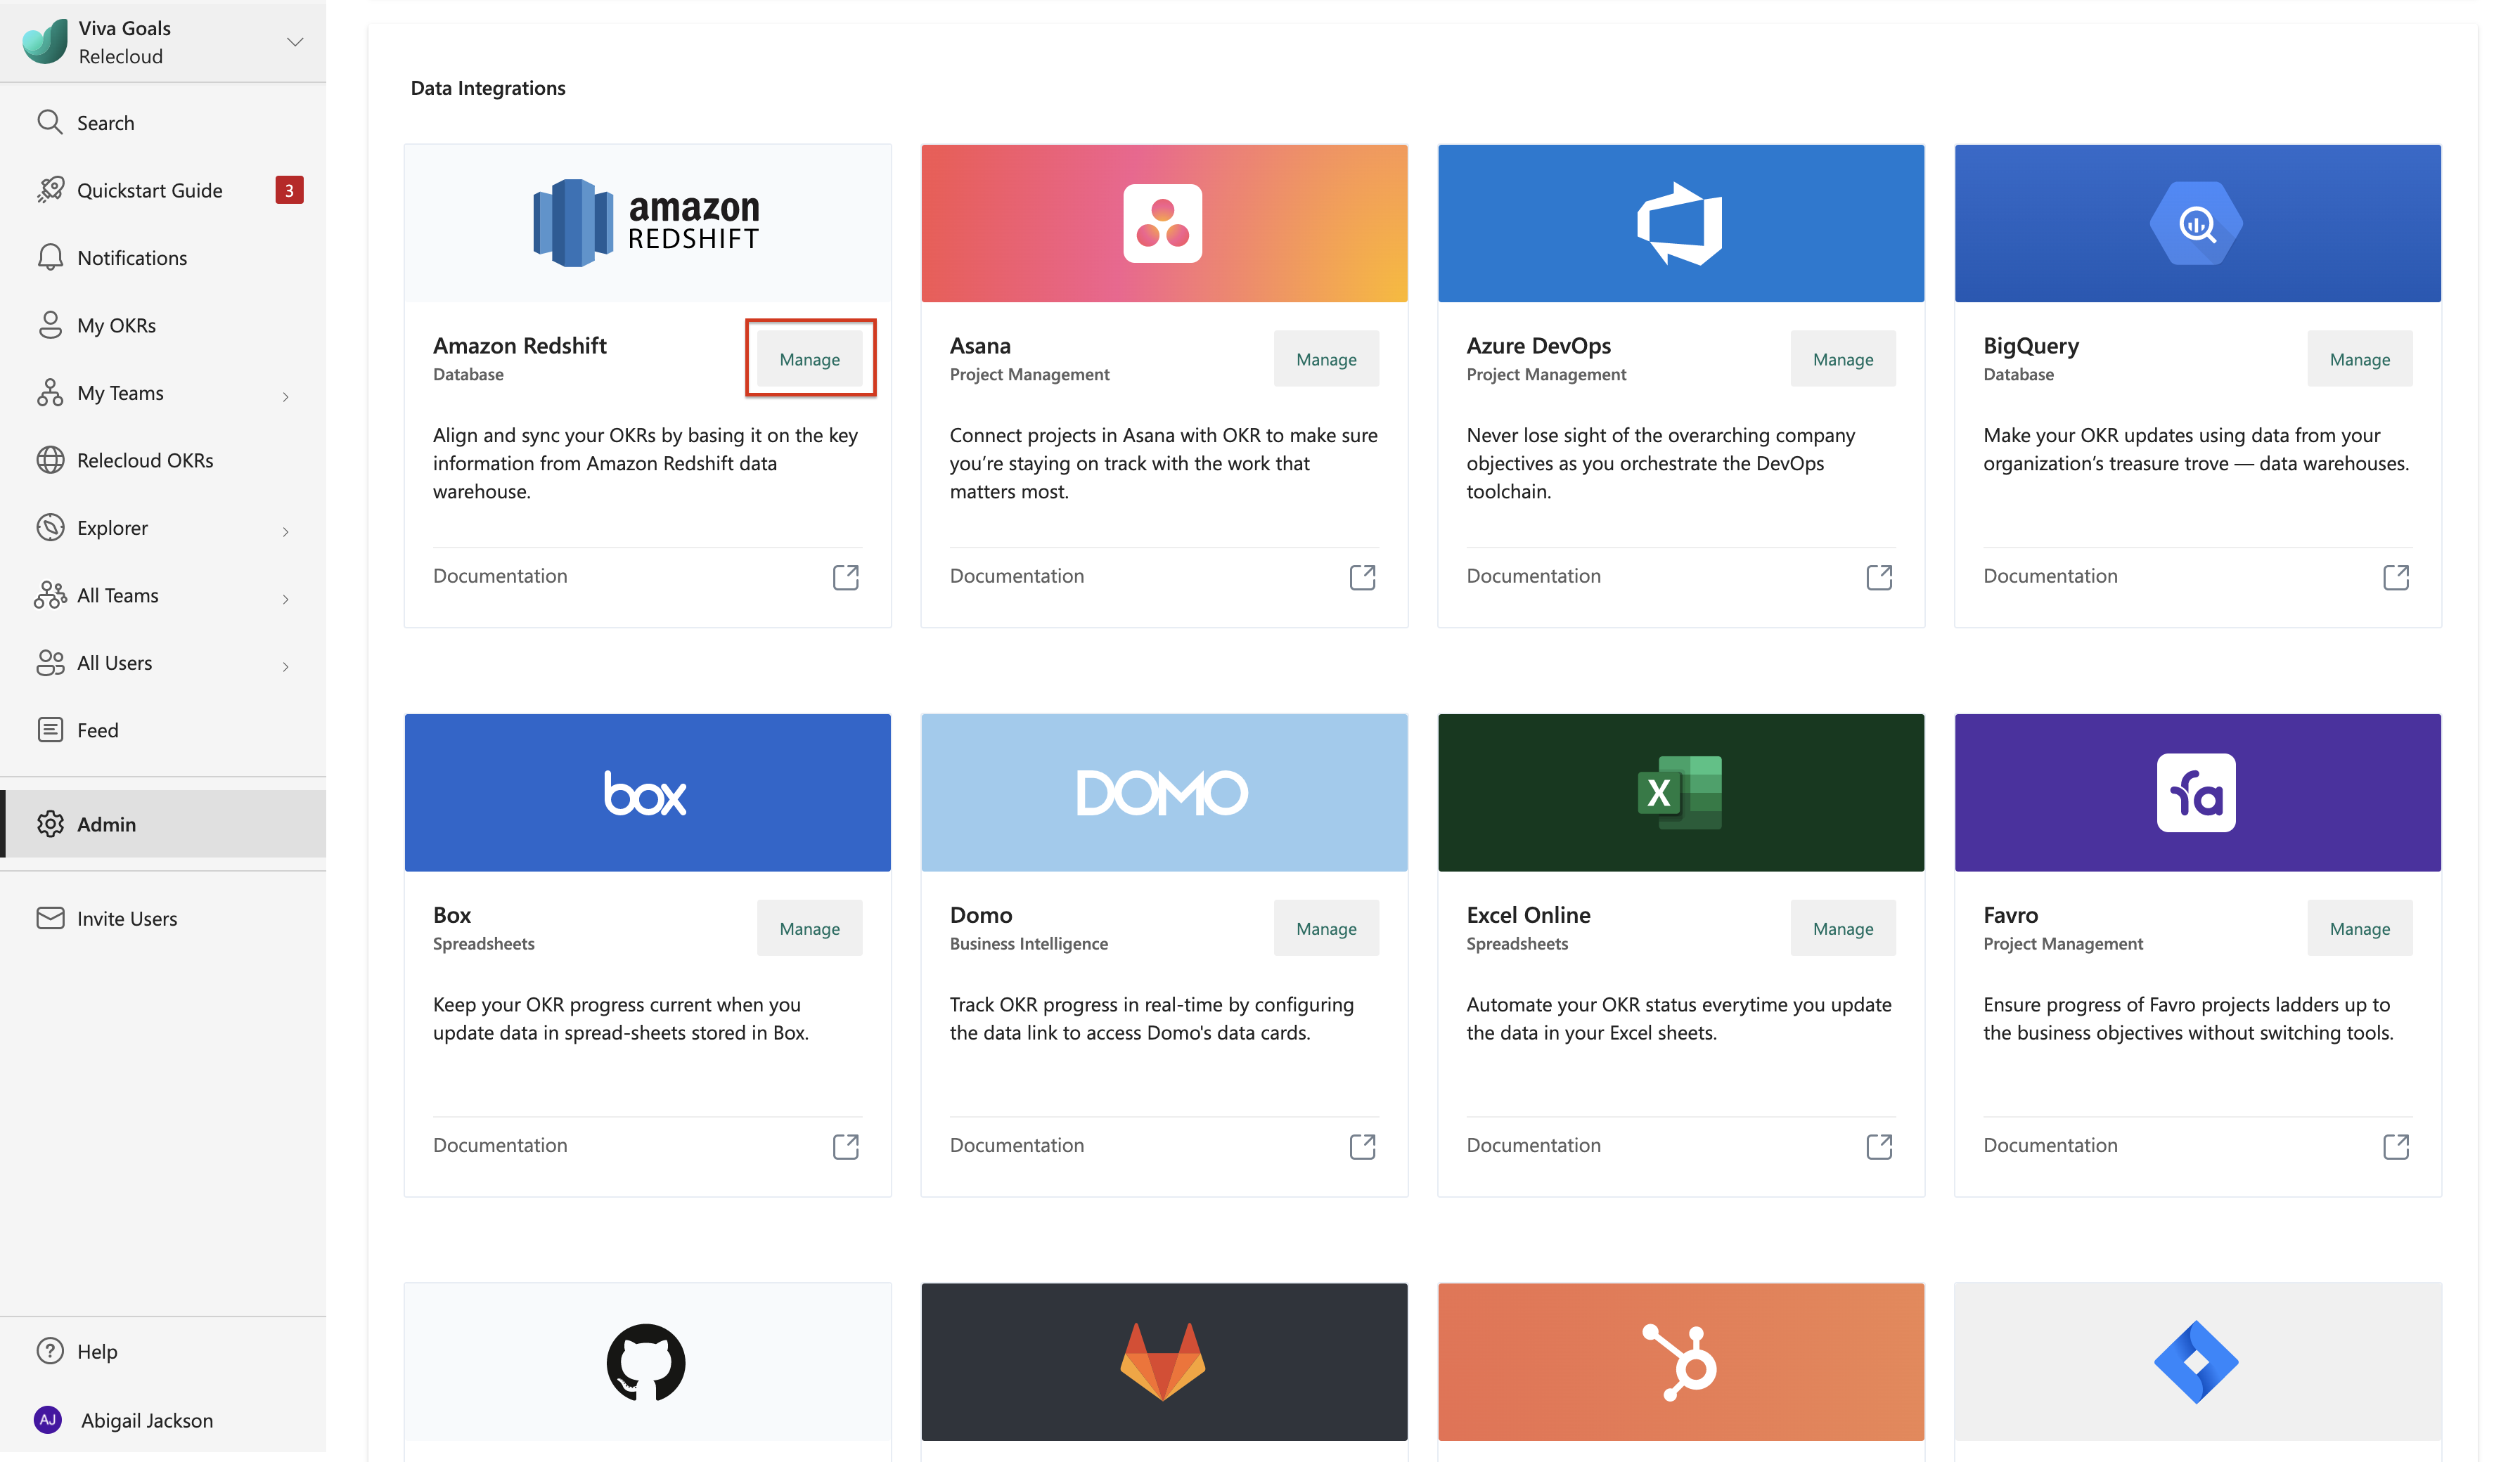 Viva Goals
Relecloud
Search
Quickstart Guide
3
Notifications
My OKRs
My Teams
Relecloud OKRs
Explorer
All Teams
All Users
Feed
Admin
Invite Users
Help
AJ
Abigail Jackson
Data Integrations
amazon
REDSHIFT
Amazon Redshift
Manage
Database
Align and sync your OKRs by basing it on the key
information from Amazon Redshift data
warehouse.
Documentation
Asana
Manage
Project Management
Connect projects in Asana with OKR to make sure
you’re staying on track with the work that
matters most.
Documentation
Azure DevOps
Manage
Project Management
Never lose sight of the overarching company
objectives as you orchestrate the DevOps
toolchain.
Documentation
BigQuery
Manage
Database
Make your OKR updates using data from your
organization’s treasure trove — data warehouses.
Documentation
box
Box
Manage
Spreadsheets
Keep your OKR progress current when you
update data in spread-sheets stored in Box.
Documentation
DOMO
Domo
Manage
Business Intelligence
Track OKR progress in real-time by configuring
the data link to access Domo's data cards.
Documentation
X
Excel Online
Manage
Spreadsheets
Automate your OKR status everytime you update
the data in your Excel sheets.
Documentation
fa
Favro
Manage
Project Management
Ensure progress of Favro projects ladders up to
the business objectives without switching tools.
Documentation